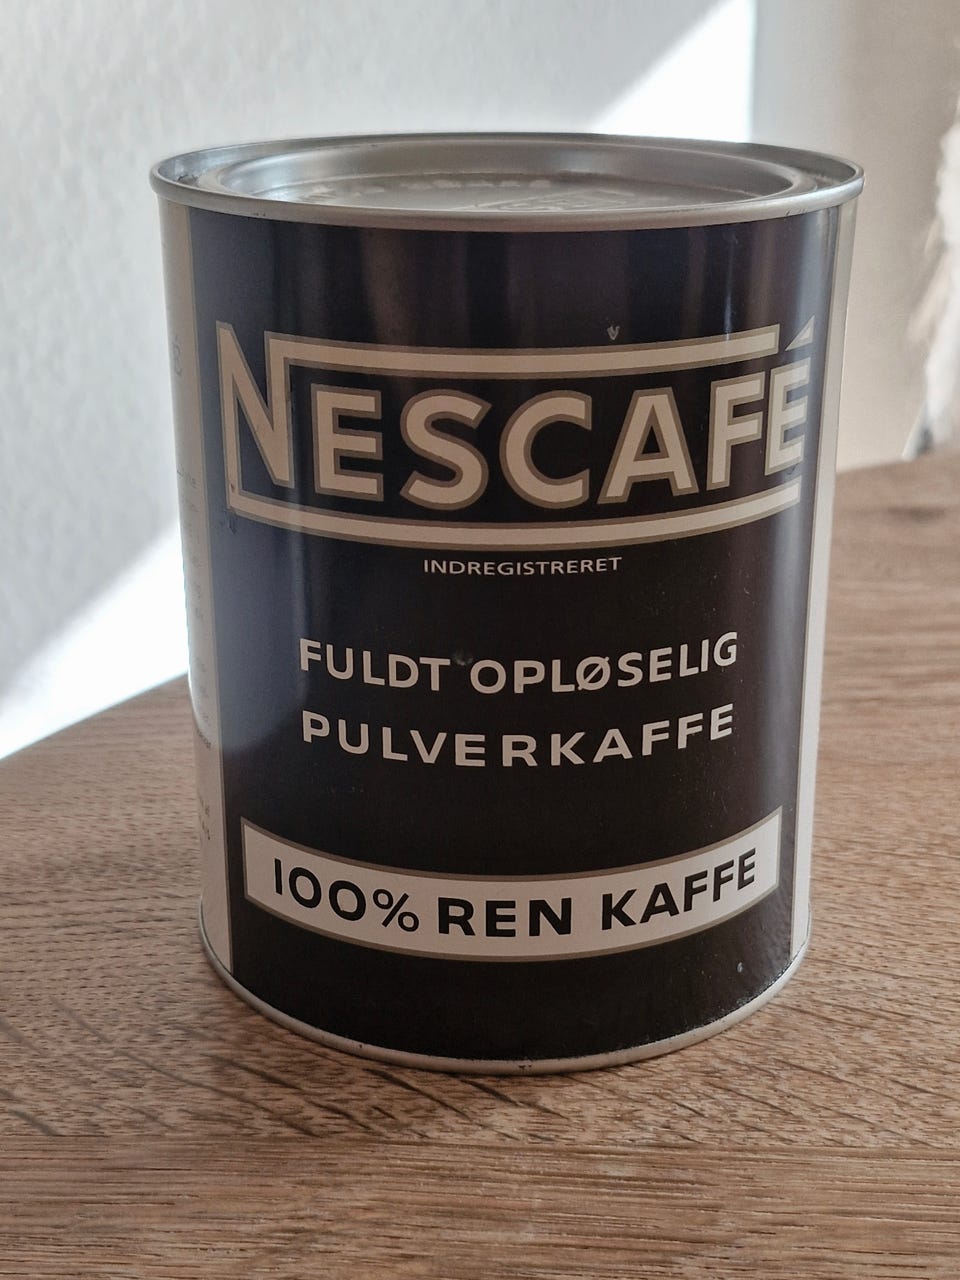 NESCAFÉ
INDREGISTRERET
FULDT OPLØSELIG
PULVERKAFFE
100% REN KAFFE